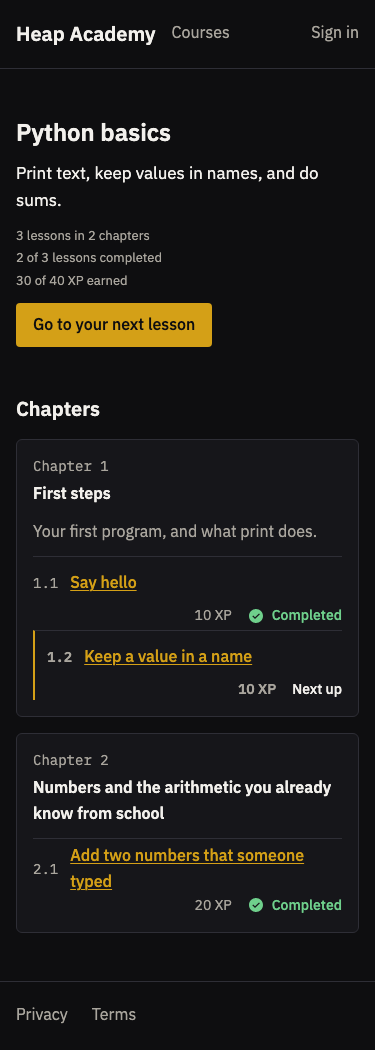 Heap Academy Courses Sign in
Python basics
Print text, keep values in names, and do
sums.
3 lessons in 2 chapters
2 of 3 lessons completed
30 of 40 XP earned
Go to your next lesson
Chapters
Chapter 1
First steps
Your first program, and what print does.
1.1 Say hello
10 XP Completed
1.2 Keep a value in a name
10 XP Next up
Chapter 2
Numbers and the arithmetic you already
know from school
2.1 Add two numbers that someone
typed
20 XP Completed
Privacy Terms